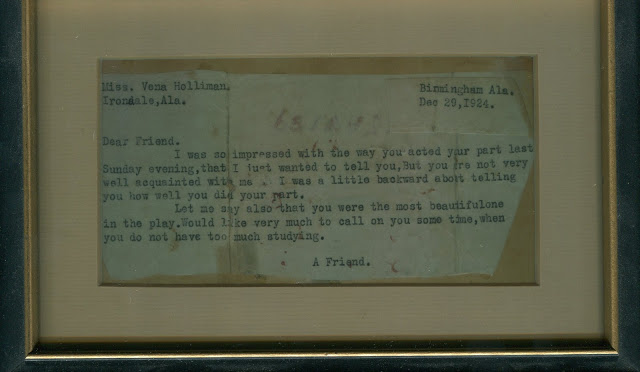 Miss. Vena Holliman. Birmingham Ala.
Irondale,Ala. Dec 29,1924.
Dear Friend.
I was so impressed with the way you acted your part last
Sunday evening,that I just wanted to tell you,But you are not very
well acquainted with me . I was a little backward abott telling
you how well you did your part.
Let me say also that you were the most beautifulone
in the play.Would like very much to call on you some time,when
you do not have too much studying.
A Friend.